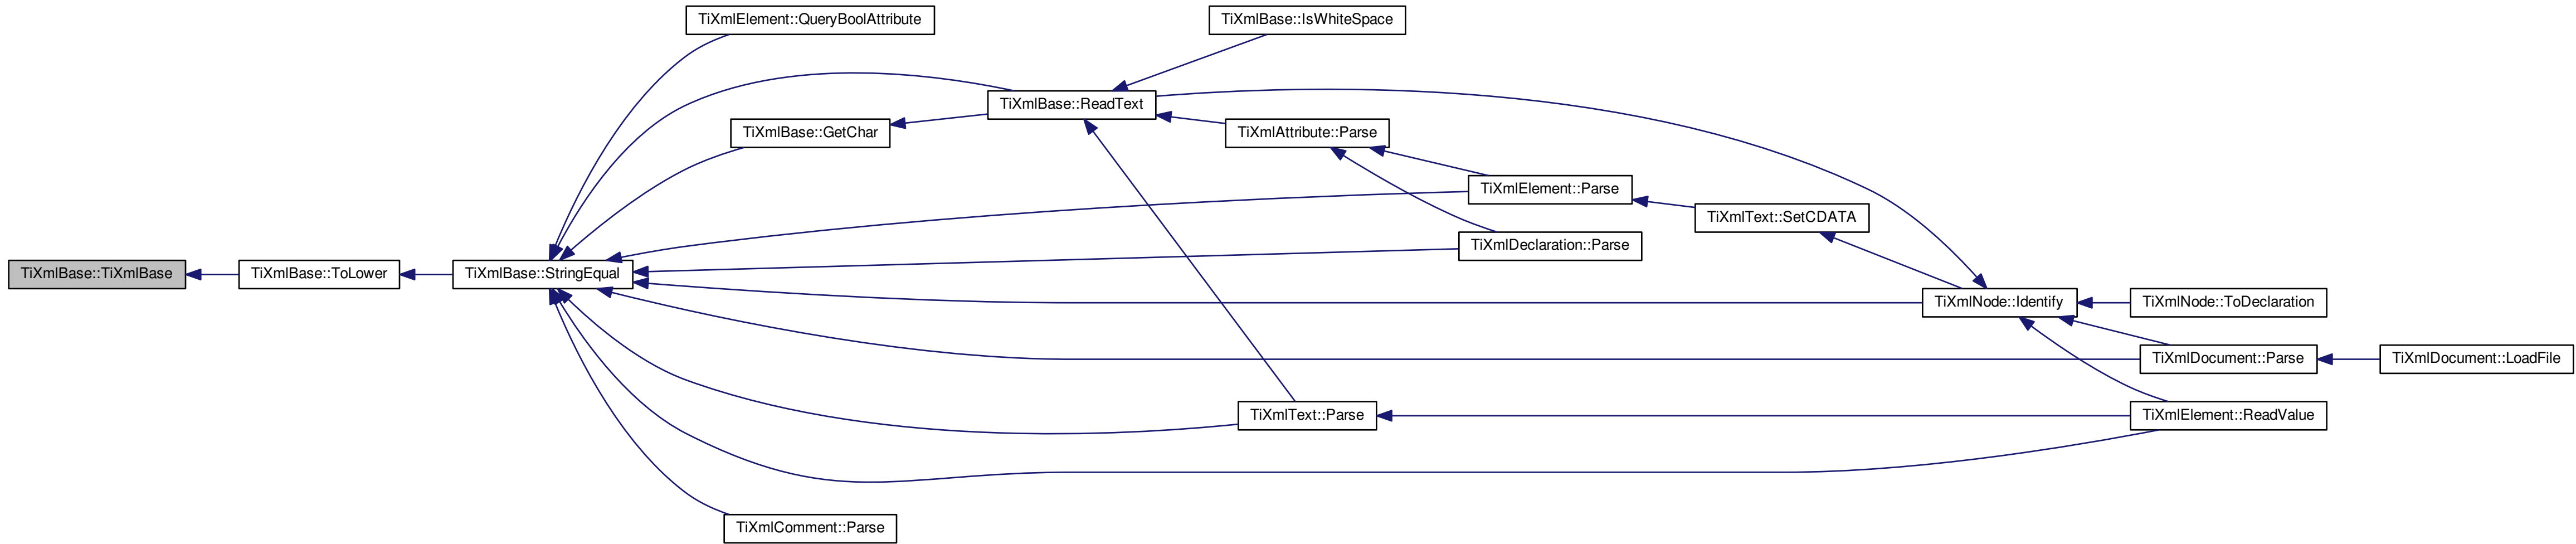 TiXmlElement::QueryBoolAttribute
TiXmlBase::IsWhiteSpace
TiXmlBase::ReadText
TiXmlBase::GetChar
TiXmlAttribute::Parse
TiXmlElement::Parse
TiXmlText::SetCDATA
TiXmlDeclaration::Parse
TiXmlBase::TiXmlBase
TiXmlBase::ToLower
TiXmlBase::StringEqual
TiXmlNode::Identify
TiXmlNode::ToDeclaration
TiXmlDocument::Parse
TiXmlDocument::LoadFile
TiXmlText::Parse
TiXmlElement::ReadValue
TiXmlComment::Parse